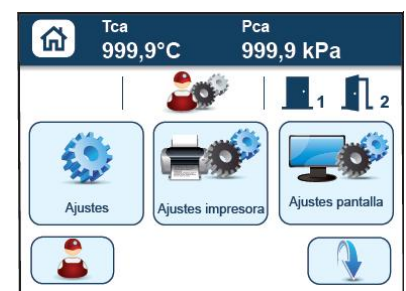 Tca
Pca
999,9°C
999,9 kPa
1
2
Ajustes
Ajustes impresora
Ajustes pantalla